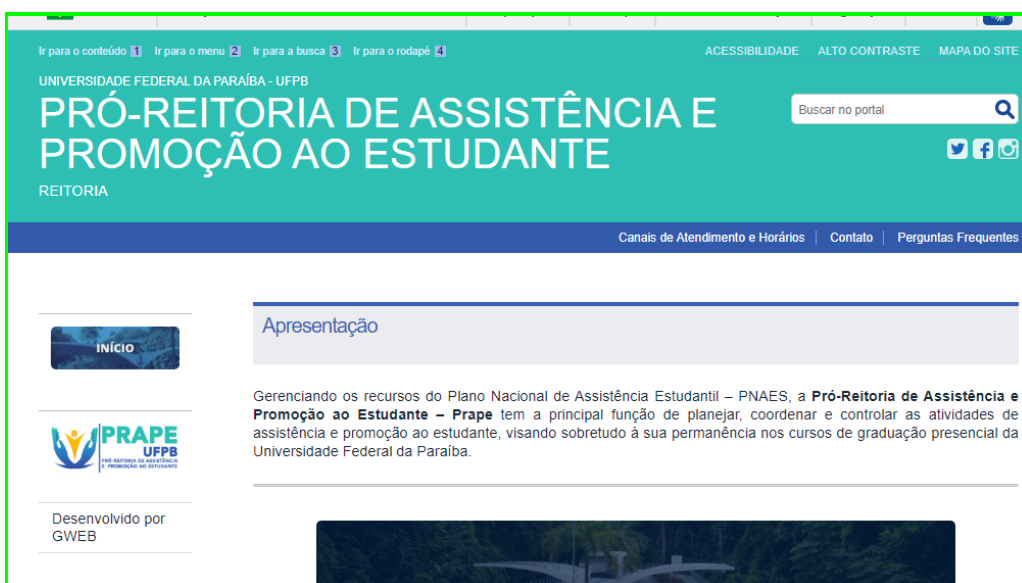 Ir para o conteúdo 1 Ir para o menu 2 Ir para a busca 3 Ir para o rodapé 4
ACESSIBILIDADE ALTO CONTRASTE MAPA DO SITE
UNIVERSIDADE FEDERAL DA PARAÍBA - UFPB
PRÓ-REITORIA DE ASSISTÊNCIA E
PROMOÇÃO AO ESTUDANTE
REITORIA
Buscar no portal
Canais de Atendimento e Horários | Contato | Perguntas Frequentes
INÍCIO
PRAPE
UFPB
PRÓ-REITORIA DE ASSISTÊNCIA
E PROMOÇÃO AO ESTUDANTE
Desenvolvido por
GWEB
Apresentação
Gerenciando os recursos do Plano Nacional de Assistência Estudantil – PNAES, a Pró-Reitoria de Assistência e
Promoção ao Estudante – Prape tem a principal função de planejar, coordenar e controlar as atividades de
assistência e promoção ao estudante, visando sobretudo à sua permanência nos cursos de graduação presencial da
Universidade Federal da Paraíba.